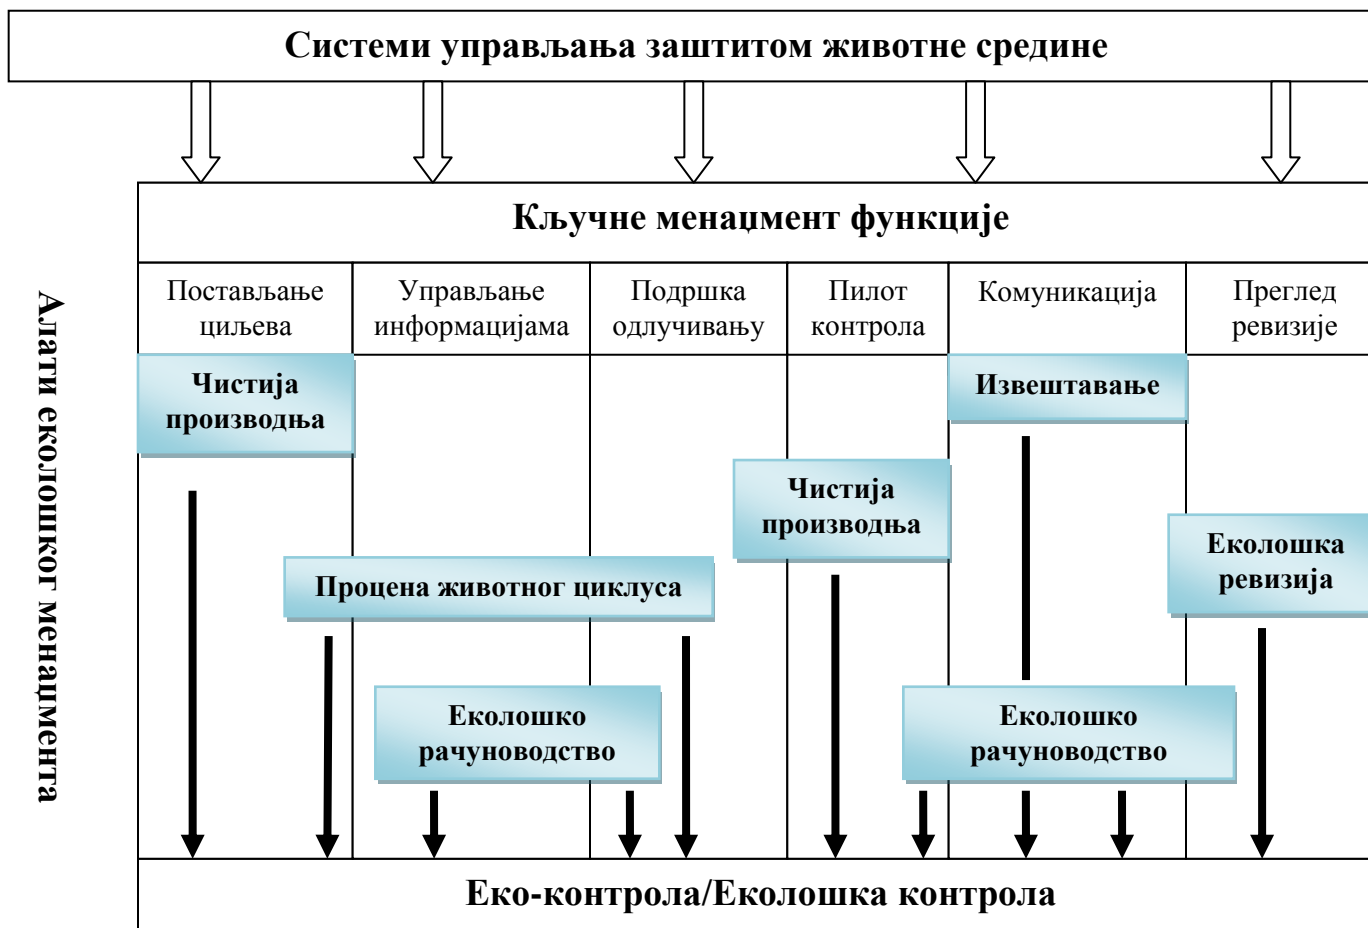 Системи управљања заштитом животне средине
Кључне менаџмент функције
Постављање
циљева
Управљање
информацијама
Подршка
одлучивању
Пилот
контрола
Комуникација
Преглед
ревизије
Алати еколошког менаџмента
Чистија
производња
Извештавање
Чистија
производња
Еколошка
ревизија
Процена животног циклуса
Еколошко
рачуноводство
Еколошко
рачуноводство
Еко-контрола/Еколошка контрола